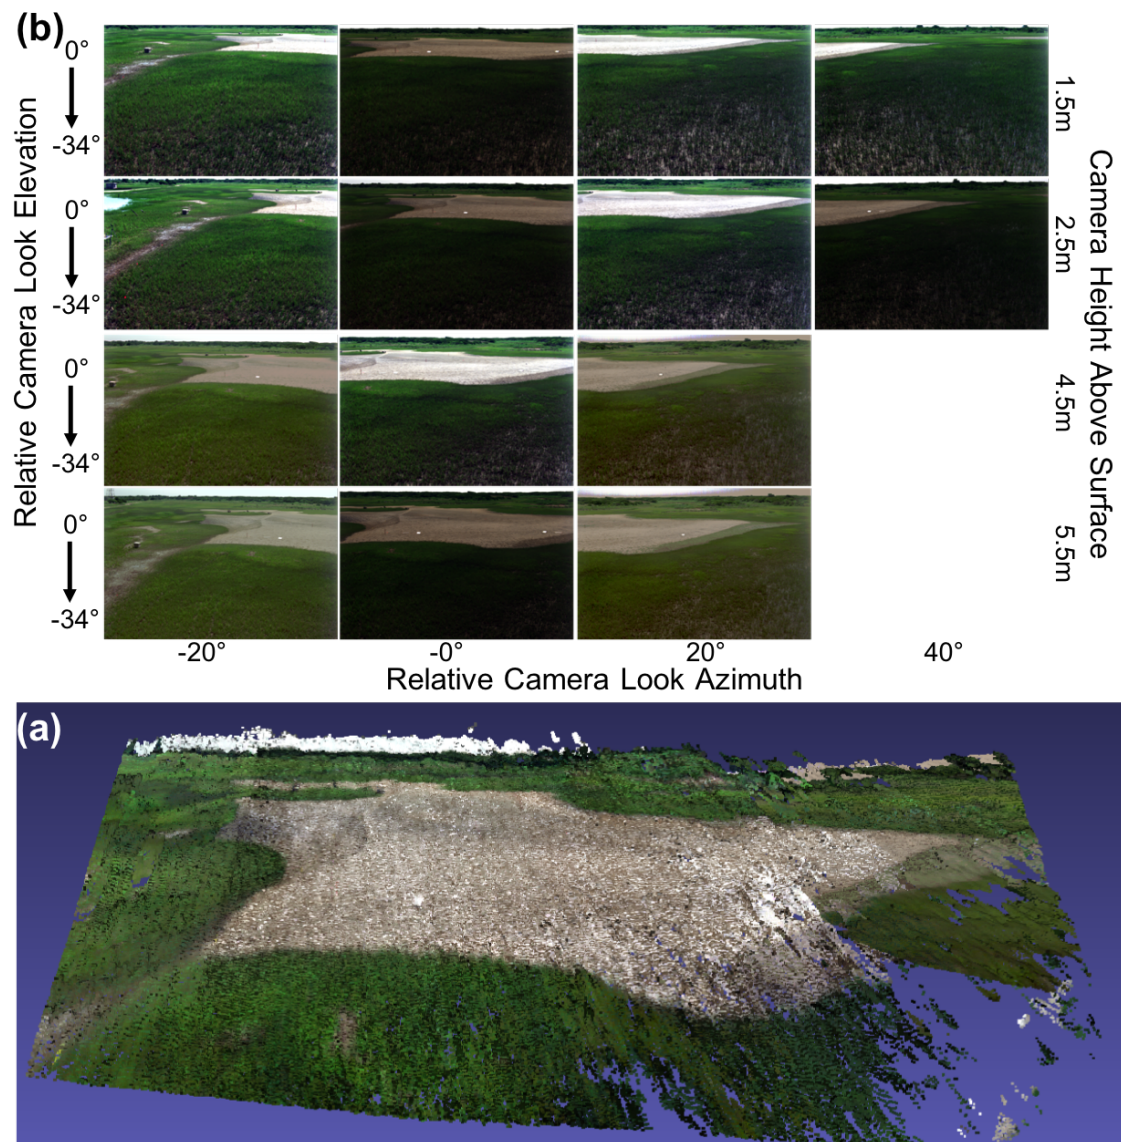 (b)
0°
-34°
0°
-34°
0°
-34°
0°
-34°
Relative Camera Look Elevation
1.5m
2.5m
4.5m
5.5m
Camera Height Above Surface
-20°
-0°
20°
40°
Relative Camera Look Azimuth
(a)